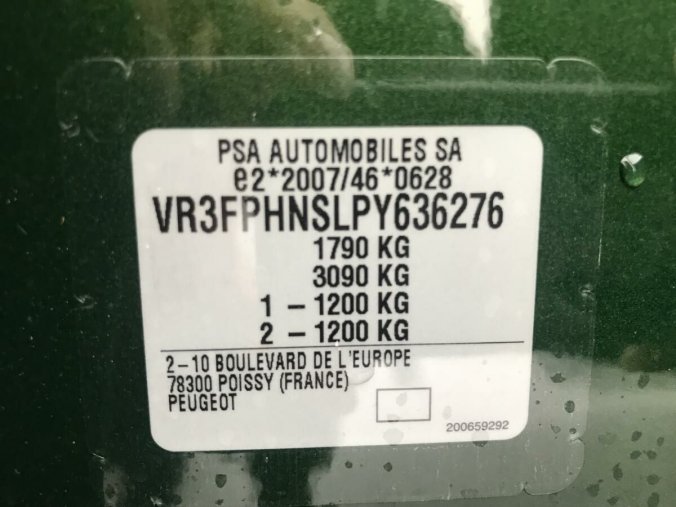 PSA AUTOMOBILES SA
e2*2007/46*0628
VR3FPHNSLPY636276
1790 KG
3090 KG
1 – 1200 KG
2 – 1200 KG
2–10 BOULEVARD DE L'EUROPE
78300 POISSY (FRANCE)
PEUGEOT
200659292